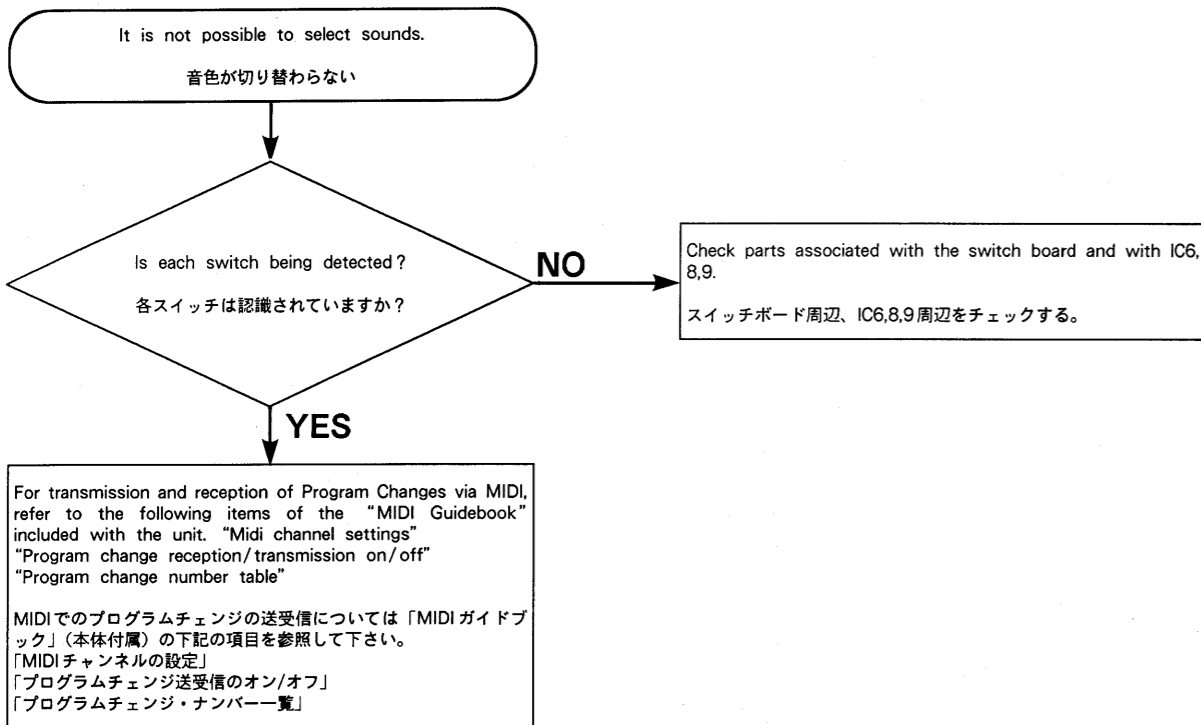 It is not possible to select sounds.
音色が切り替わらない
Is each switch being detected?
各スイッチは認識されていますか？
NO
Check parts associated with the switch board and with IC6,
8,9.
スイッチボード周辺、IC6,8,9周辺をチェックする。
YES
For transmission and reception of Program Changes via MIDI,
refer to the following items of the “MIDI Guidebook”
included with the unit. “Midi channel settings”
“Program change reception/transmission on/off”
“Program change number table”
MIDIでのプログラムチェンジの送受信については「MIDIガイドブ
ック」（本体付属）の下記の項目を参照して下さい。
「MIDIチャンネルの設定」
「プログラムチェンジ送受信のオン/オフ」
「プログラムチェンジ・ナンバー一覧」